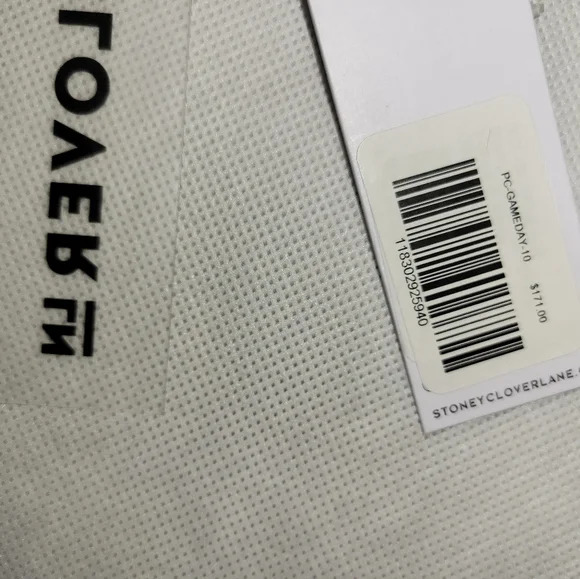 LOVER LN
PC-GAMEDAY-10 $171.00
118302925940
STONEYCLOVERLANE.